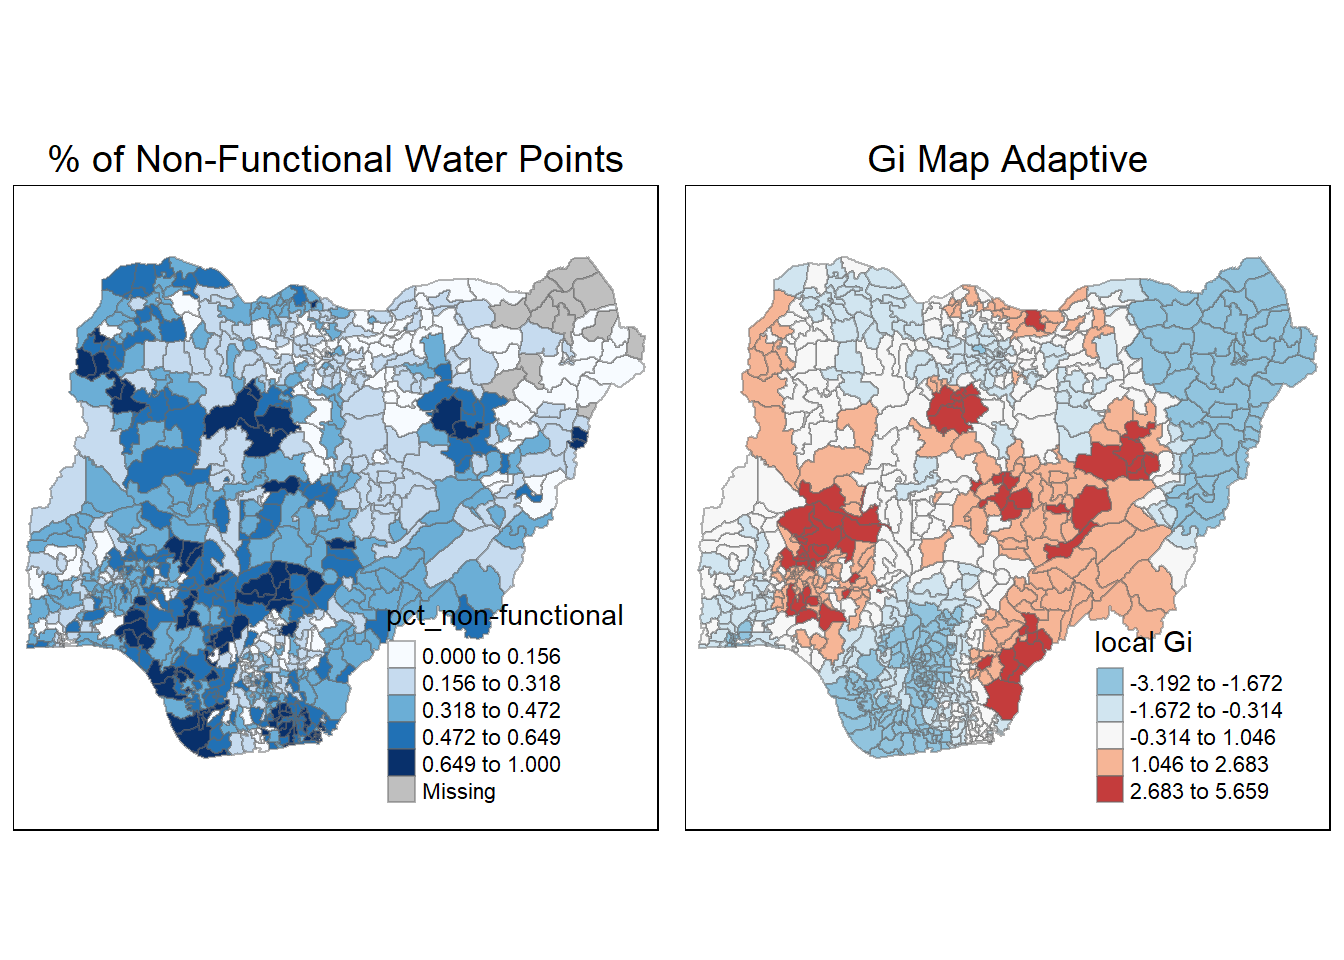 % of Non-Functional Water Points
pct_non-functional
0.000 to 0.156
0.156 to 0.318
0.318 to 0.472
0.472 to 0.649
0.649 to 1.000
Missing
Gi Map Adaptive
local Gi
-3.192 to -1.672
-1.672 to -0.314
-0.314 to 1.046
1.046 to 2.683
2.683 to 5.659